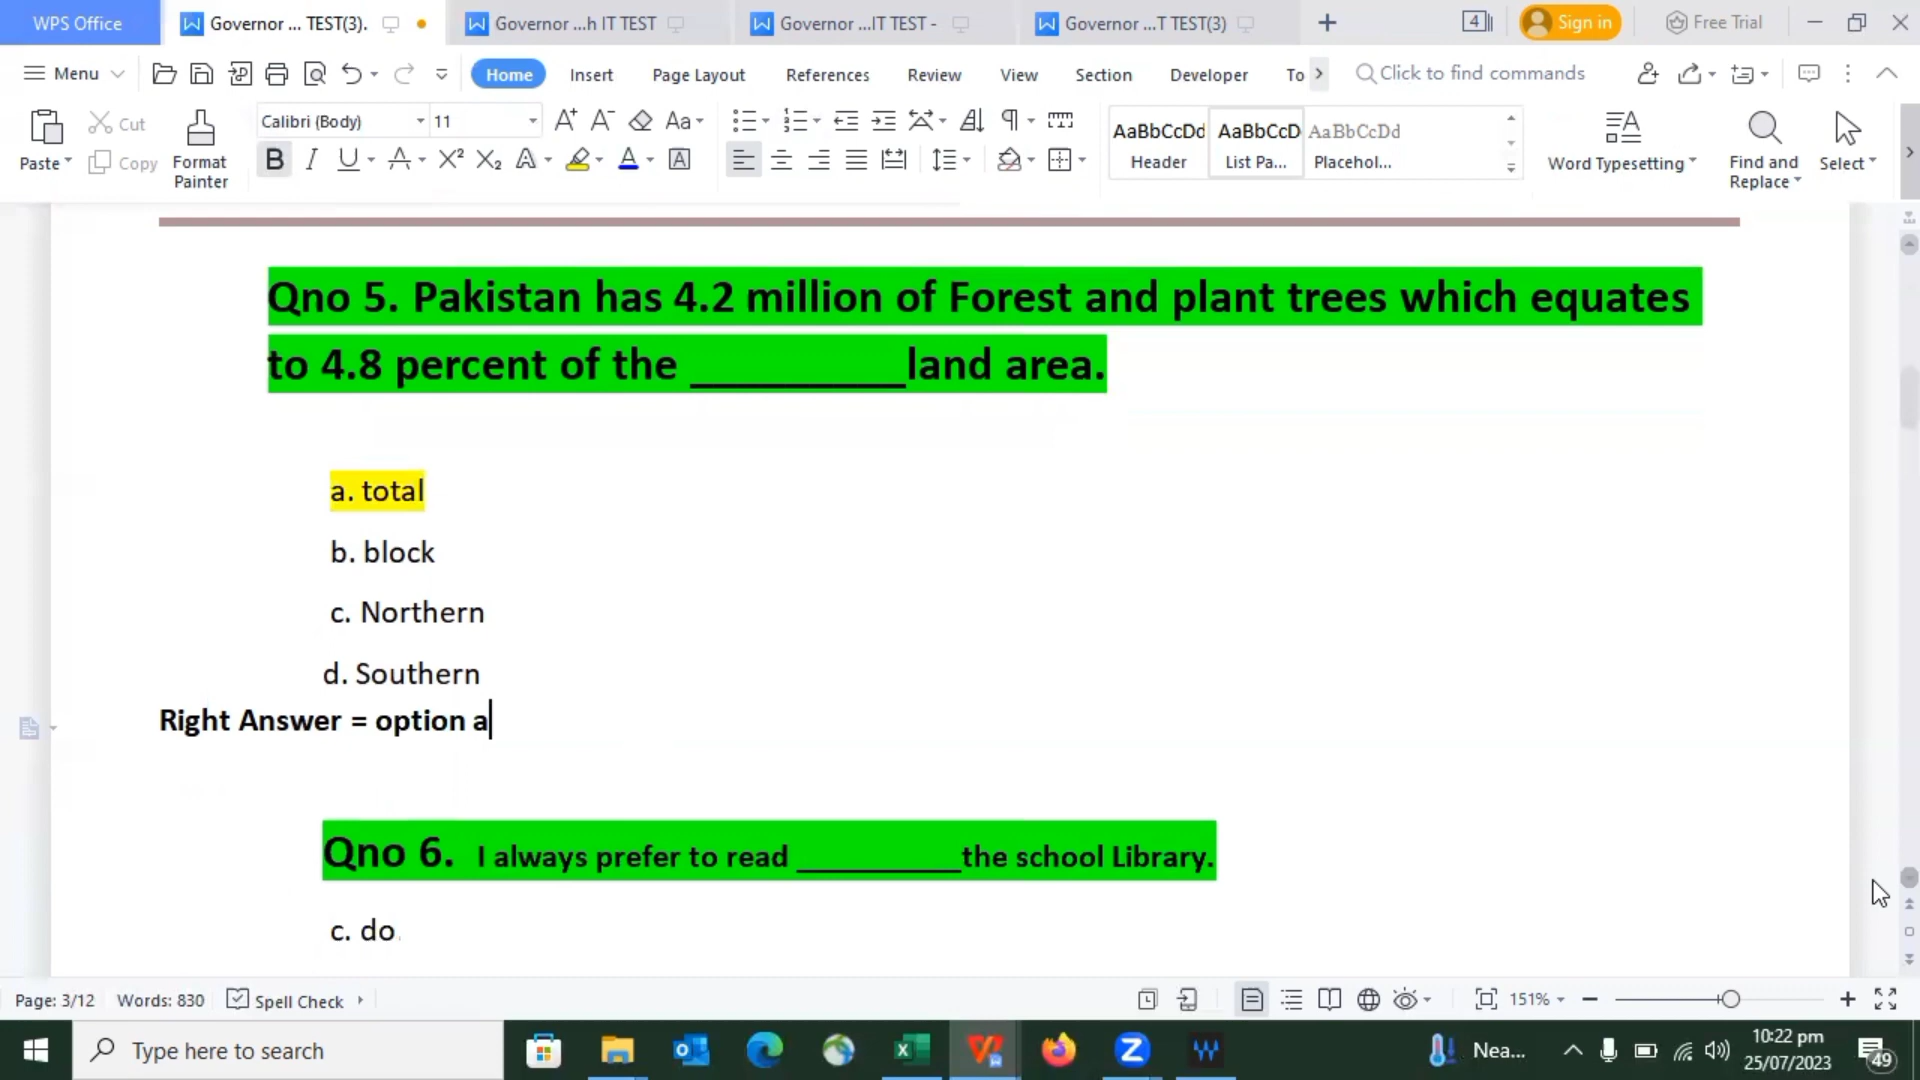 WPS Office
Governor ... TEST(3).
Governor ...h IT TEST
Governor ...IT TEST -
Governor ...T TEST(3)
4
Sign in
Free Trial
Menu
Home
Insert
Page Layout
References
Review
View
Section
Developer
To
Click to find commands
Paste
Cut
Copy
Format
Painter
Calibri (Body)
11
AaBbCcDd
Header
AaBbCcD
List Pa...
AaBbCcDd
Placehol...
Word Typesetting
Find and
Replace
Select
Qno 5. Pakistan has 4.2 million of Forest and plant trees which equates
to 4.8 percent of the __________land area.
a. total
b. block
c. Northern
d. Southern
Right Answer = option a
Qno 6. I always prefer to read ___________the school Library.
c. do
Page: 3/12
Words: 830
Spell Check
151%
Type here to search
Nea...
10:22 pm
25/07/2023
49